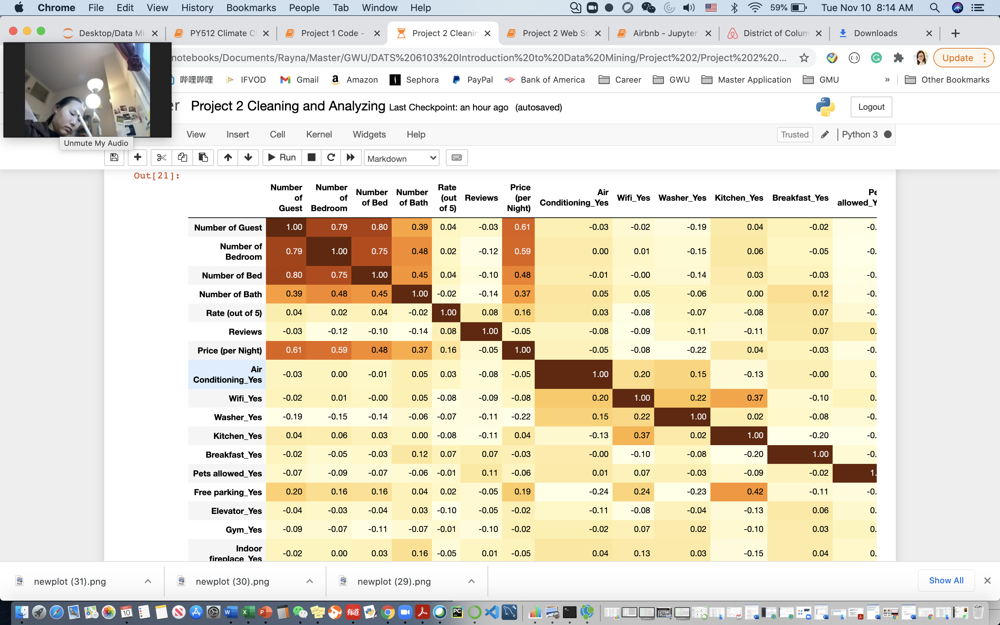 Chrome File Edit View History Bookmarks People Tab Window Help 59% Tue Nov 10 8:14 AM
Desktop/Data Mi PY512 Climate C Project 1 Code - Project 2 Cleanin Project 2 Web Sc Airbnb - Jupyter District of Colum Downloads
notebooks/Documents/Rayna/Master/GWU/DATS%206103%20Introduction%20to%20Data%20Mining/Project%202/Project%202%20... Update
哔哩哔哩 IFVOD Gmail Amazon Sephora PayPal Bank of America Career GWU Master Application GMU » Other Bookmarks
er Project 2 Cleaning and Analyzing Last Checkpoint: an hour ago (autosaved) Logout
View Insert Cell Kernel Widgets Help Trusted Python 3
Unmute My Audio
Run Markdown
Out[21]:
Number of Guest Number of Bedroom Number of Bed Number of Bath Rate (out of 5) Reviews Price (per Night) Air Conditioning_Yes Wifi_Yes Washer_Yes Kitchen_Yes Breakfast_Yes Pe allowed_Y
Number of Guest 1.00 0.79 0.80 0.39 0.04 -0.03 0.61 -0.03 -0.02 -0.19 0.04 -0.02 -0.
Number of Bedroom 0.79 1.00 0.75 0.48 0.02 -0.12 0.59 0.00 0.01 -0.15 0.06 -0.05 -0.
Number of Bed 0.80 0.75 1.00 0.45 0.04 -0.10 0.48 -0.01 -0.00 -0.14 0.03 -0.03 -0.
Number of Bath 0.39 0.48 0.45 1.00 -0.02 -0.14 0.37 0.05 0.05 -0.06 0.00 0.12 -0.
Rate (out of 5) 0.04 0.02 0.04 -0.02 1.00 0.08 0.16 0.03 -0.08 -0.07 -0.08 0.07 -0.
Reviews -0.03 -0.12 -0.10 -0.14 0.08 1.00 -0.05 -0.08 -0.09 -0.11 -0.11 0.07 0.
Price (per Night) 0.61 0.59 0.48 0.37 0.16 -0.05 1.00 -0.05 -0.08 -0.22 0.04 -0.03 -0.
Air Conditioning_Yes -0.03 0.00 -0.01 0.05 0.03 -0.08 -0.05 1.00 0.20 0.15 -0.13 -0.00 0.
Wifi_Yes -0.02 0.01 -0.00 0.05 -0.08 -0.09 -0.08 0.20 1.00 0.22 0.37 -0.10 0.
Washer_Yes -0.19 -0.15 -0.14 -0.06 -0.07 -0.11 -0.22 0.15 0.22 1.00 0.02 -0.08 -0.
Kitchen_Yes 0.04 0.06 0.03 0.00 -0.08 -0.11 0.04 -0.13 0.37 0.02 1.00 -0.20 -0.
Breakfast_Yes -0.02 -0.05 -0.03 0.12 0.07 0.07 -0.03 -0.00 -0.10 -0.08 -0.20 1.00 -0.
Pets allowed_Yes -0.07 -0.09 -0.07 -0.06 -0.01 0.11 -0.06 0.01 0.07 -0.03 -0.09 -0.02 1.
Free parking_Yes 0.20 0.16 0.16 0.04 0.02 -0.05 0.19 -0.24 0.24 -0.23 0.42 -0.11 -0.
Elevator_Yes -0.04 -0.03 -0.04 0.03 -0.10 -0.05 -0.02 -0.11 -0.08 -0.04 -0.13 0.06 0.
Gym_Yes -0.09 -0.07 -0.11 -0.07 -0.01 -0.10 -0.02 -0.02 0.07 0.02 -0.10 0.03 0.
Indoor fireplace_Yes -0.02 0.00 0.03 0.16 -0.05 0.01 -0.05 0.04 0.13 0.03 -0.15 0.04 0.
newplot (31).png newplot (30).png newplot (29).png Show All
NOV 10 有道 PC